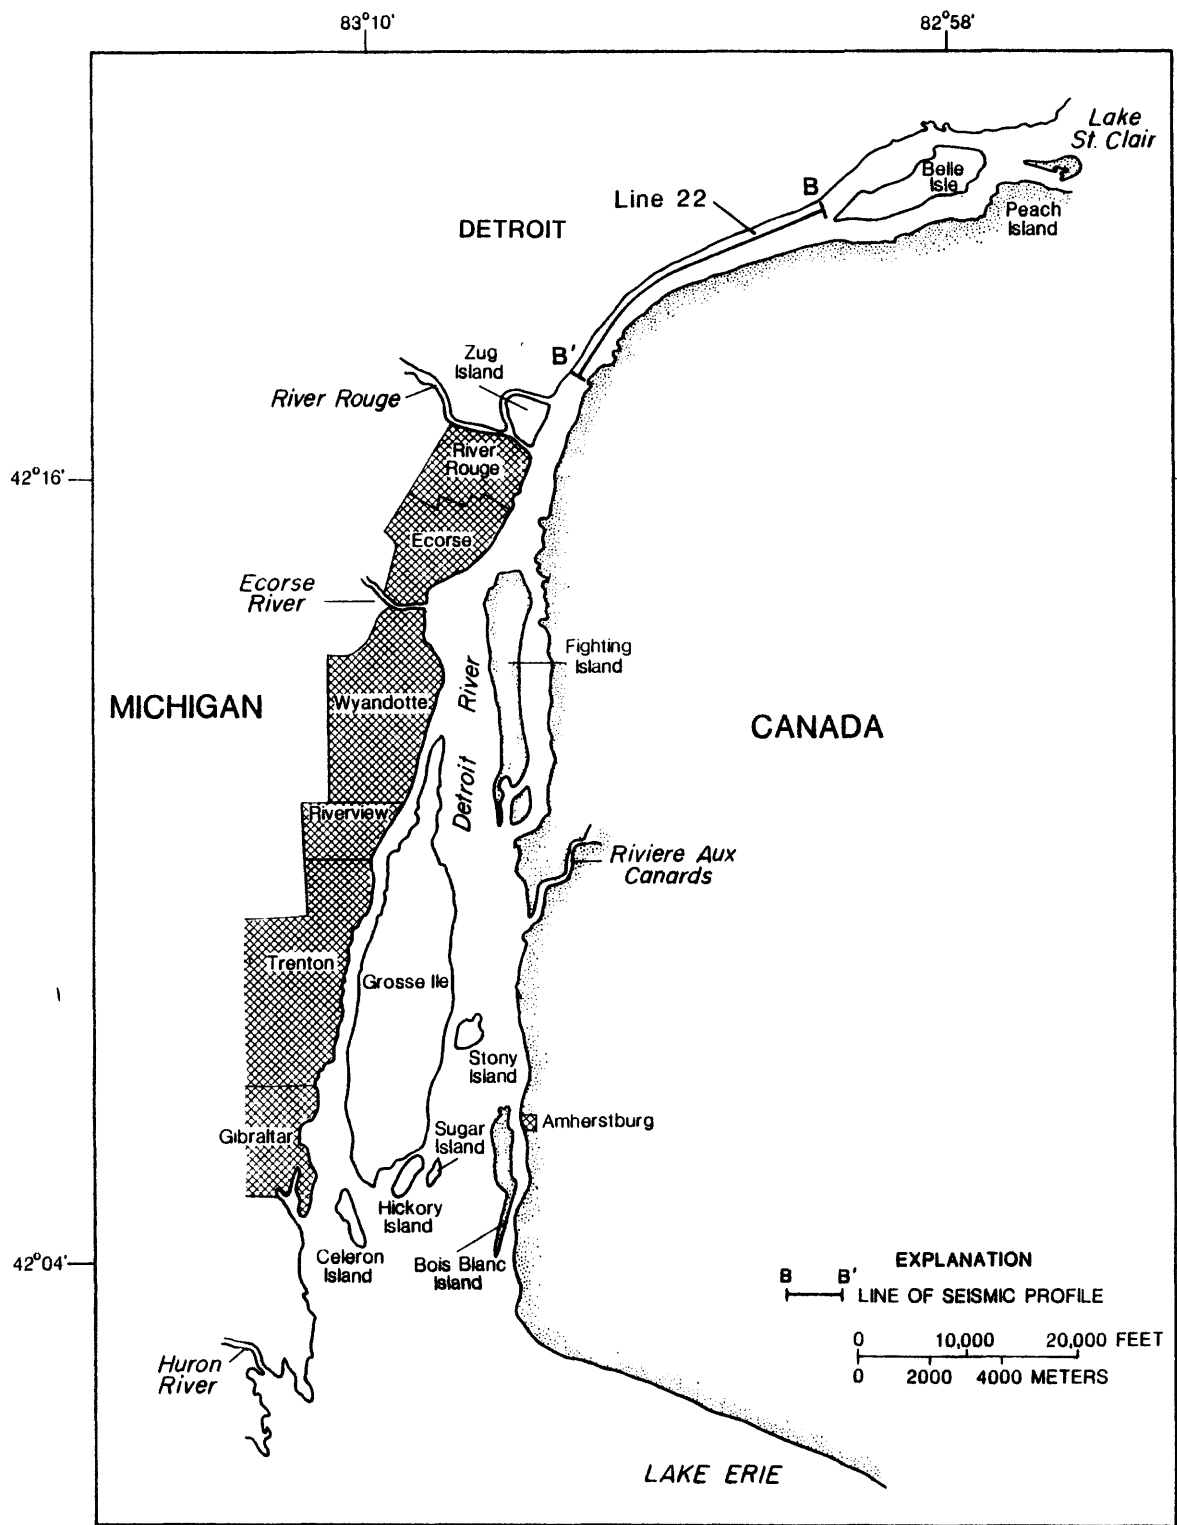 83°10'
82°58'
Lake
St. Clair
Belle
Isle
B
Line 22
Peach
Island
DETROIT
B'
Zug
Island
River Rouge
River
Rouge
42°16'
Ecorse
Ecorse
River
Fighting
Island
River
Detroit
MICHIGAN
Wyandotte
CANADA
Riverview
Riviere Aux
Canards
Trenton
Grosse Ile
Stony
Island
Amherstburg
Sugar
Island
Gibraltar
Hickory
Island
Celeron
Island
Bois Blanc
Island
42°04'
EXPLANATION
B B'
LINE OF SEISMIC PROFILE
0 10,000 20,000 FEET
0 2000 4000 METERS
Huron
River
LAKE ERIE